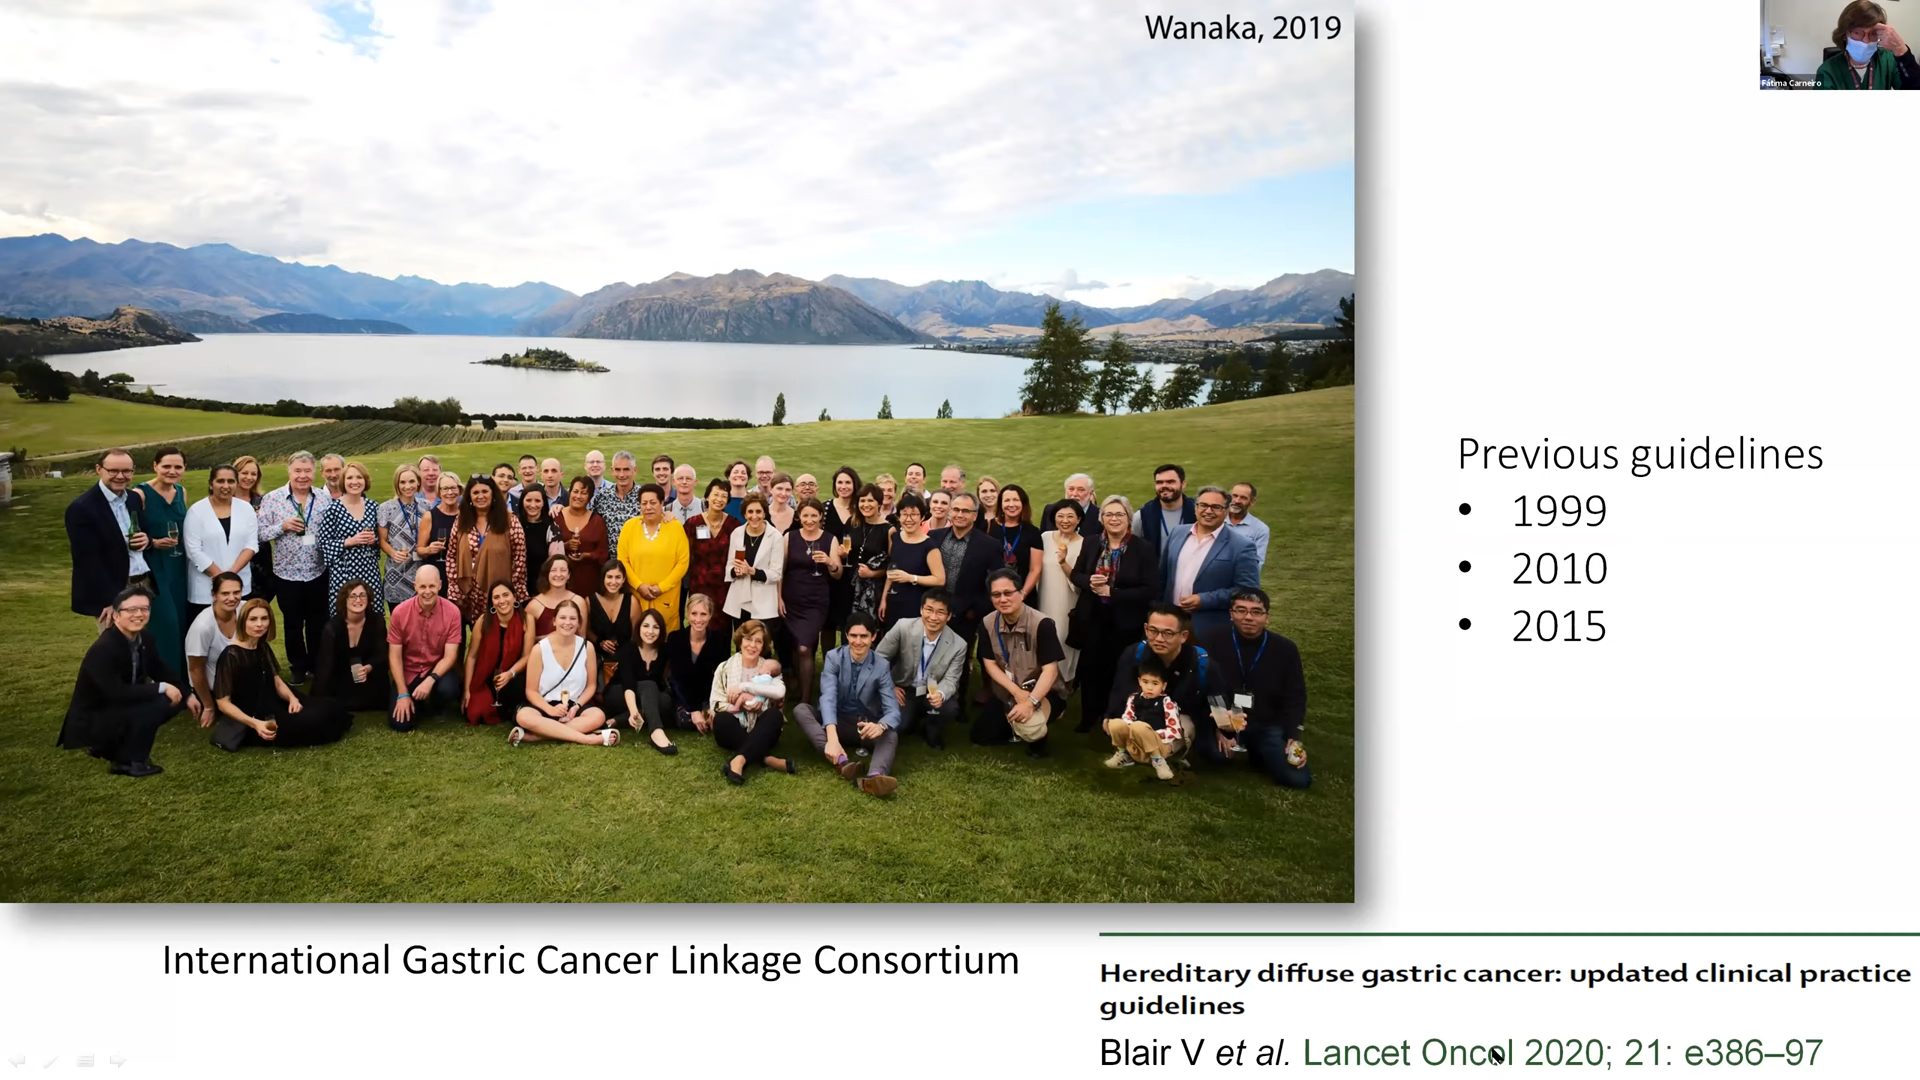 Wanaka, 2019
Fátima Carneiro
Previous guidelines
• 1999
• 2010
• 2015
International Gastric Cancer Linkage Consortium
Hereditary diffuse gastric cancer: updated clinical practice
guidelines
Blair V et al. Lancet Oncol 2020; 21: e386–97